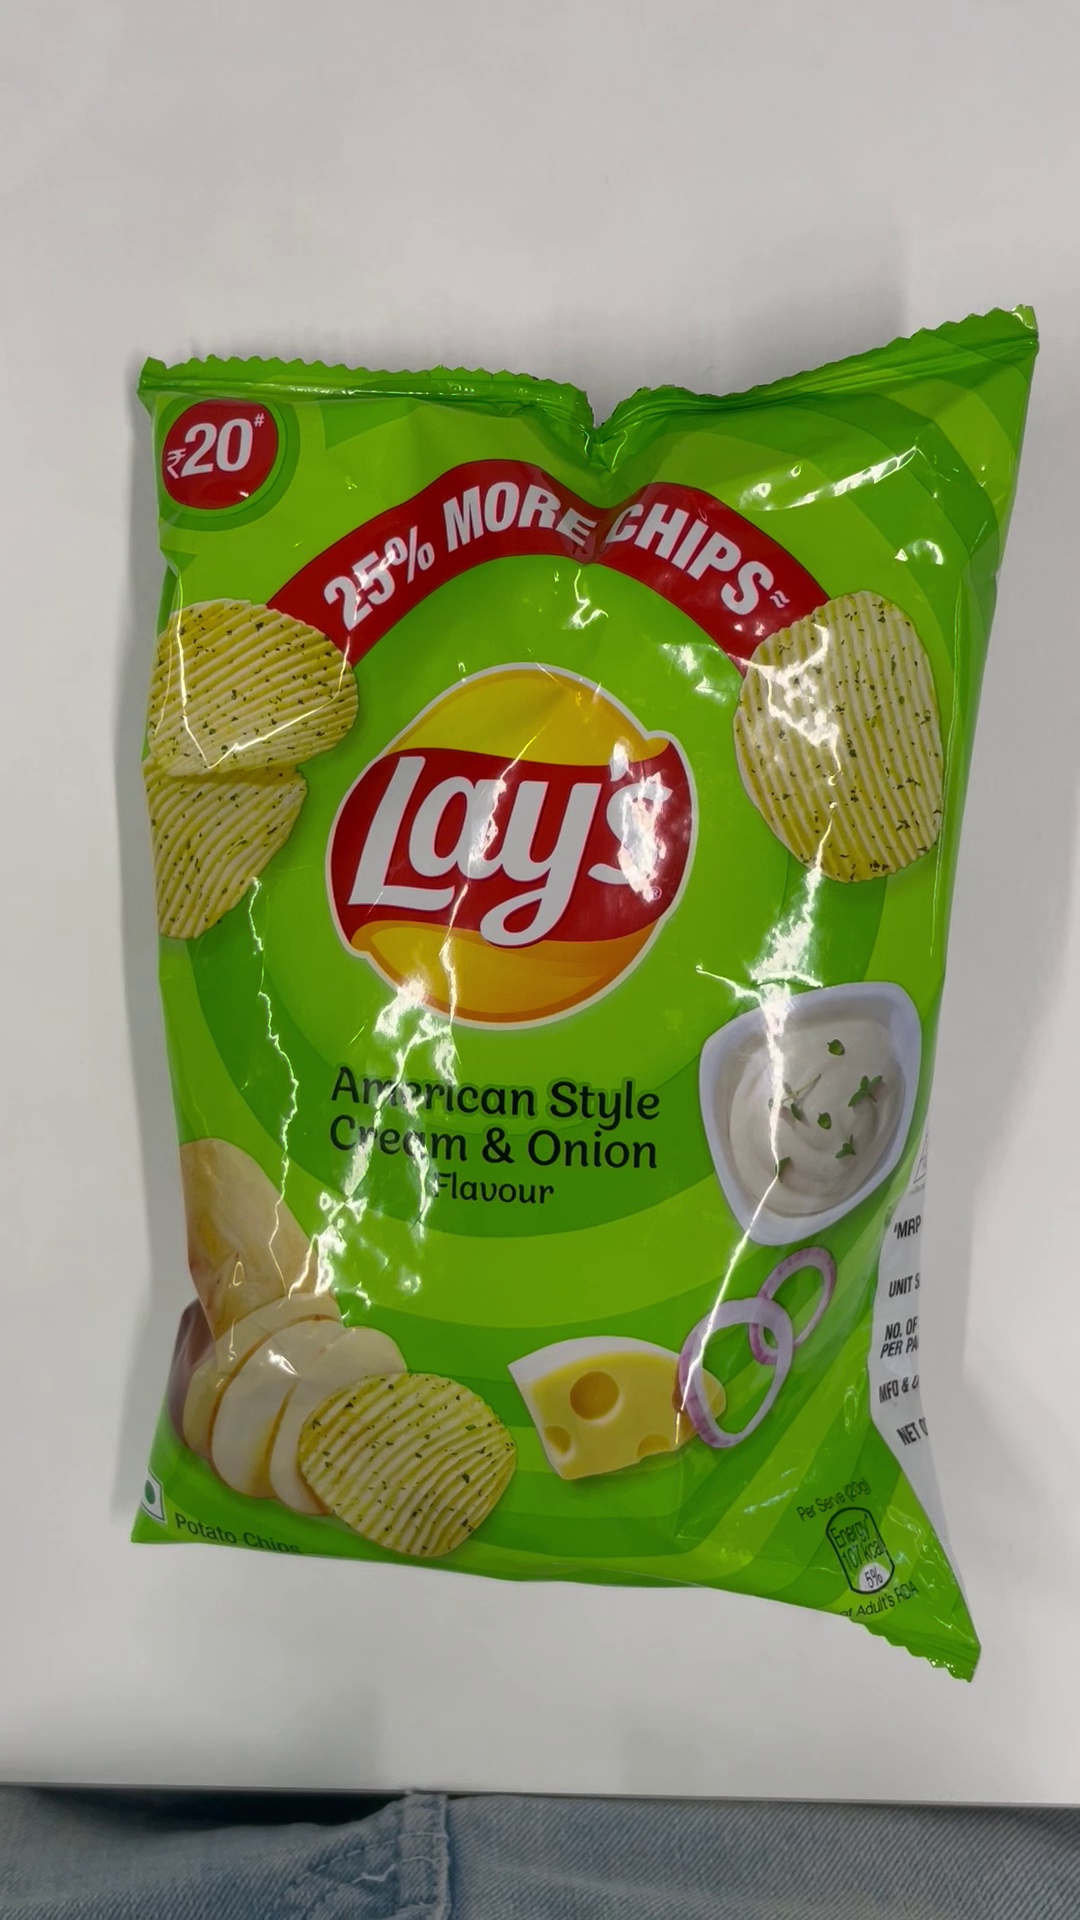 ₹20#
25% MORE CHIPS≈
Lay's®
American Style
Cream & Onion
Flavour
'MRP
UNIT S
NO. OF
PER PA
MFD &
NET
Per Serve (20g)
Energy*
107 kcal
5%
of Adult's RDA
Potato Chips